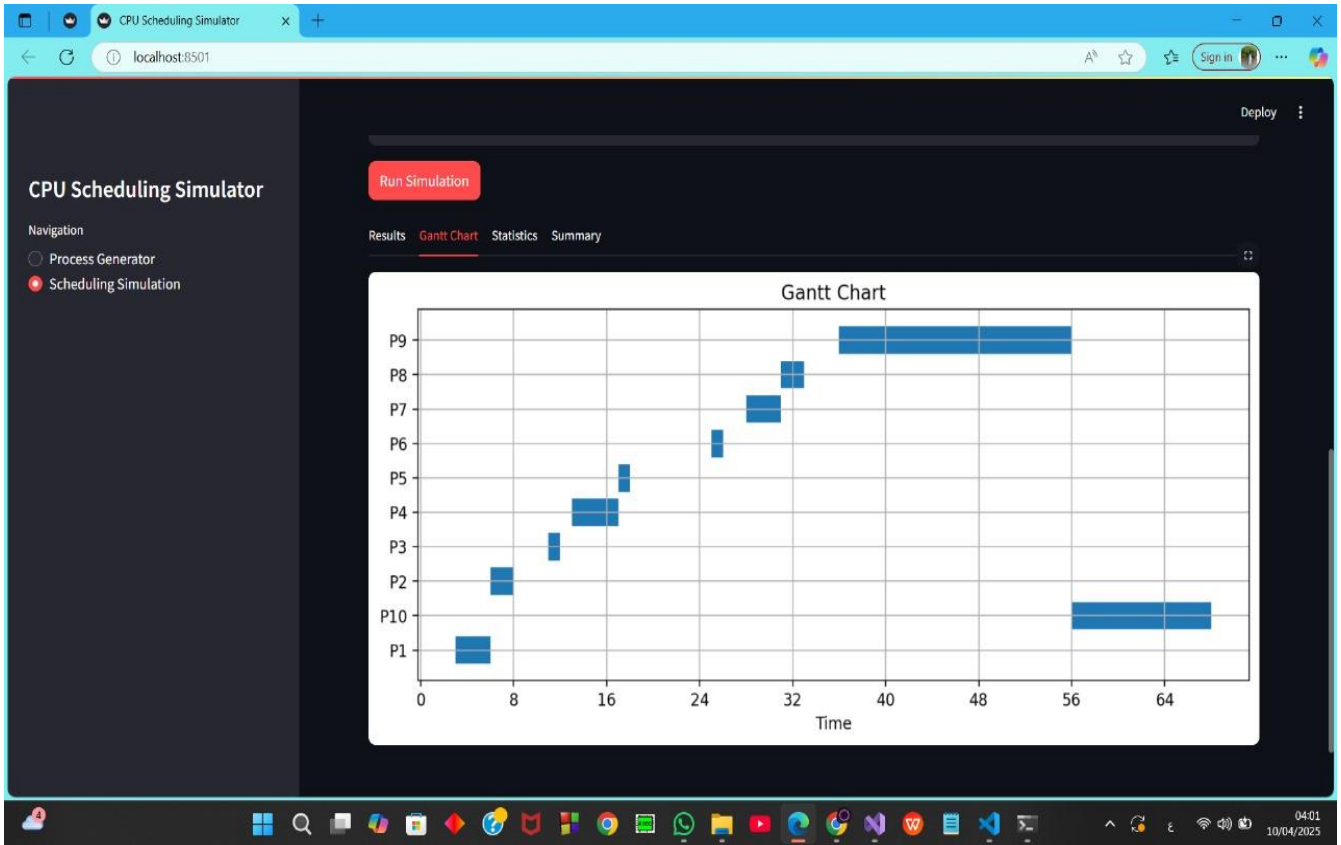 CPU Scheduling Simulator
localhost:8501
Sign in
Deploy
CPU Scheduling Simulator
Navigation
Process Generator
Scheduling Simulation
Run Simulation
Results Gantt Chart Statistics Summary
Gantt Chart
P9
P8
P7
P6
P5
P4
P3
P2
P10
P1
0 8 16 24 32 40 48 56 64
Time
4
ع
04:01
10/04/2025